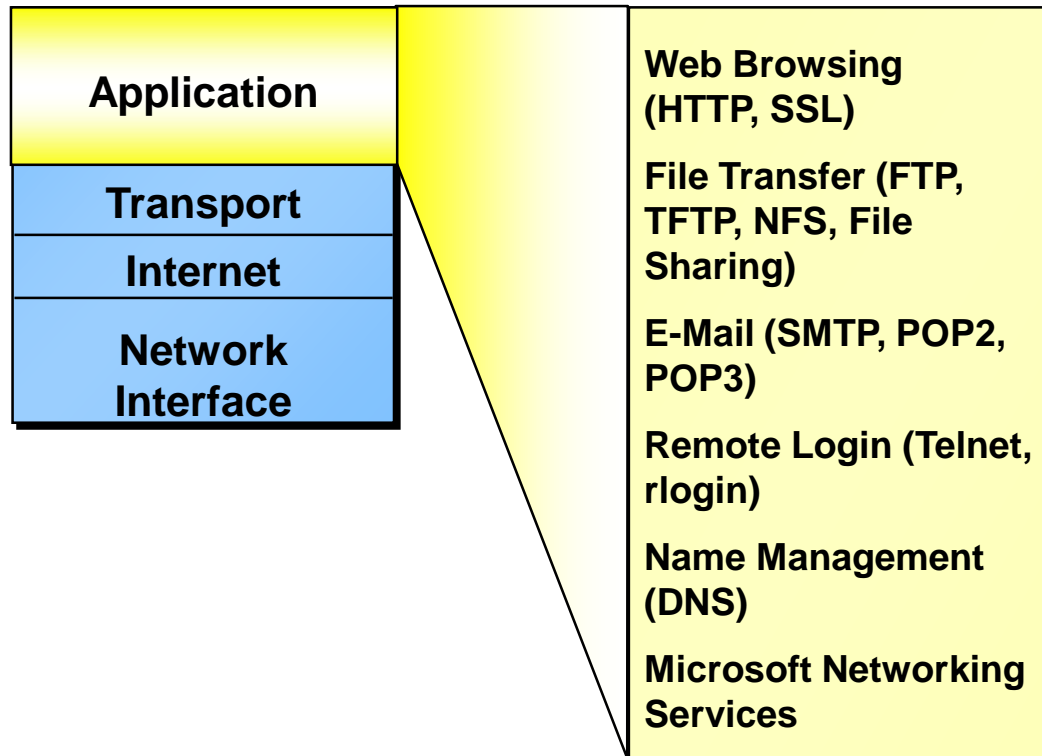 Application
Transport
Internet
Network
Interface
Web Browsing
(HTTP, SSL)
File Transfer (FTP,
TFTP, NFS, File
Sharing)
E-Mail (SMTP, POP2,
POP3)
Remote Login (Telnet,
rlogin)
Name Management
(DNS)
Microsoft Networking
Services